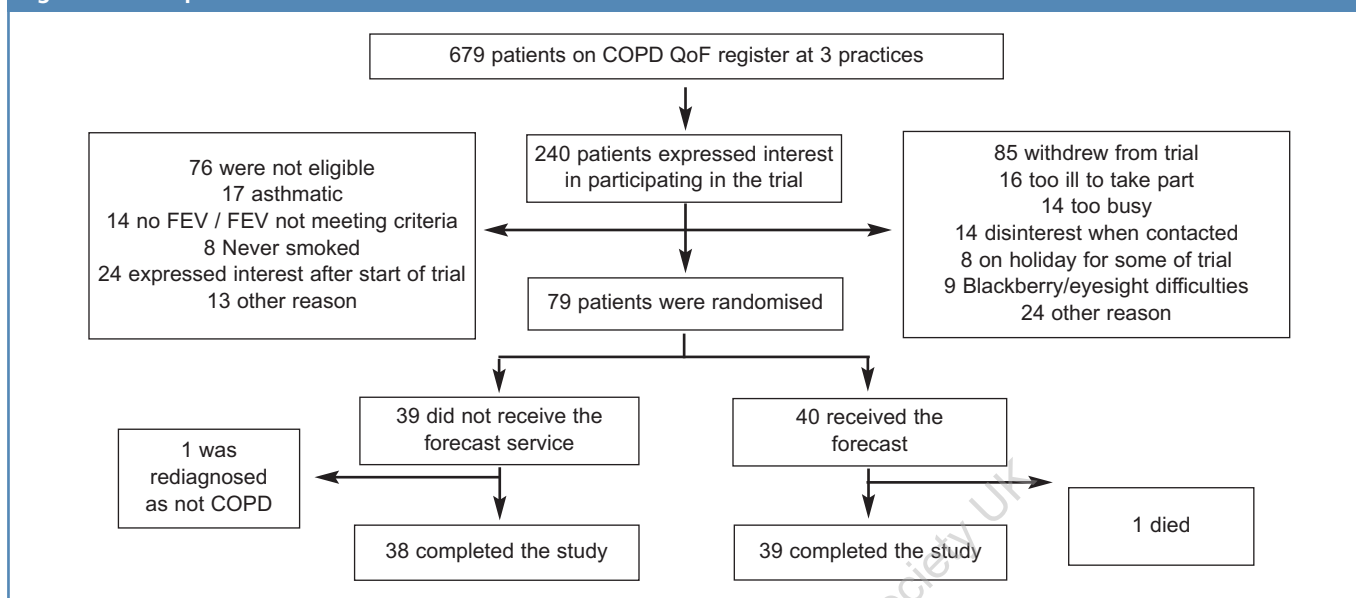 679 patients on COPD QoF register at 3 practices
240 patients expressed interest
in participating in the trial
76 were not eligible
17 asthmatic
14 no FEV / FEV not meeting criteria
8 Never smoked
24 expressed interest after start of trial
13 other reason
85 withdrew from trial
16 too ill to take part
14 too busy
14 disinterest when contacted
8 on holiday for some of trial
9 Blackberry/eyesight difficulties
24 other reason
79 patients were randomised
39 did not receive the
forecast service
40 received the
forecast
1 was
rediagnosed
as not COPD
1 died
38 completed the study
39 completed the study
ociety UK